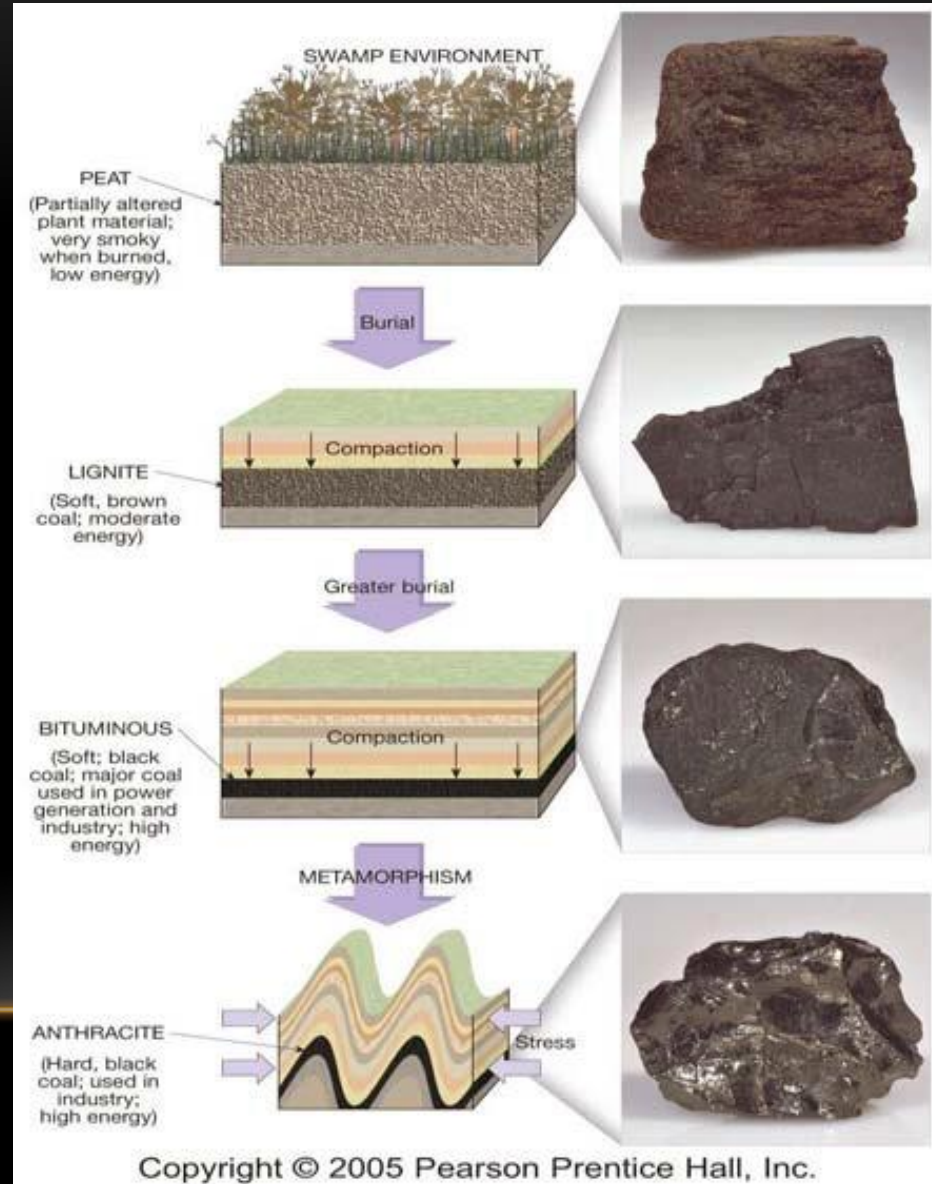 SWAMP ENVIRONMENT
PEAT
(Partially altered
plant material;
very smoky
when burned,
low energy)
Burial
Compaction
LIGNITE
(Soft, brown
coal; moderate
energy)
Greater burial
Compaction
BITUMINOUS
(Soft; black
coal; major coal
used in power
generation and
industry; high
energy)
METAMORPHISM
ANTHRACITE
(Hard, black
coal; used in
industry;
high energy)
Stress
Copyright © 2005 Pearson Prentice Hall, Inc.